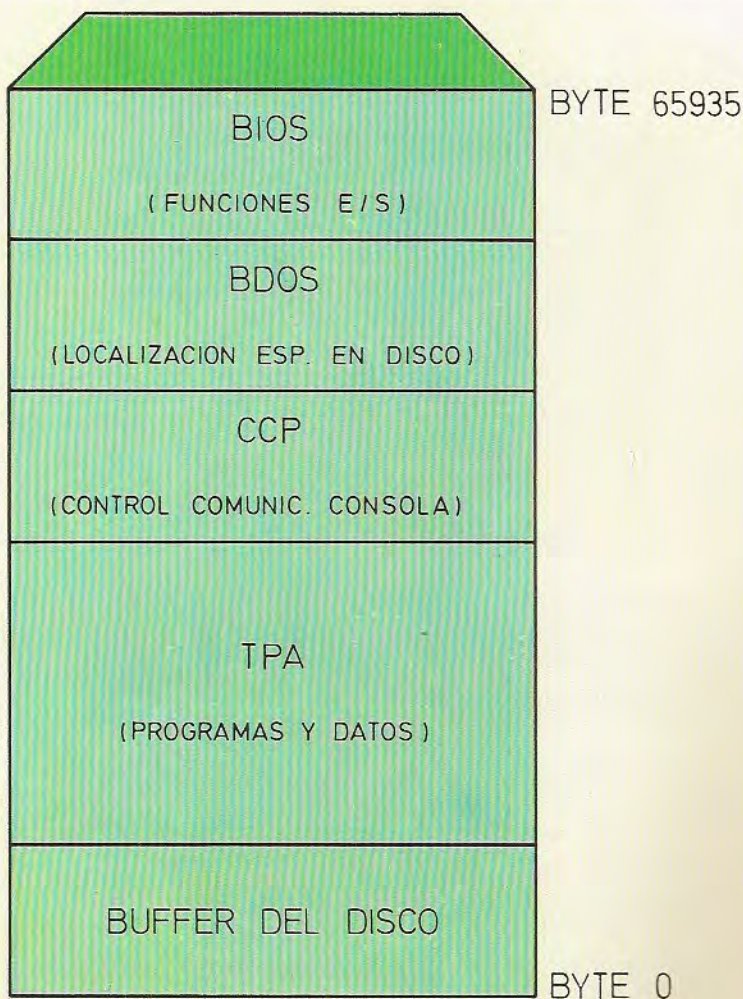 BYTE 65935
BIOS
(FUNCIONES E/S)
BDOS
(LOCALIZACION ESP. EN DISCO)
CCP
(CONTROL COMUNIC. CONSOLA)
TPA
(PROGRAMAS Y DATOS)
BUFFER DEL DISCO
BYTE 0